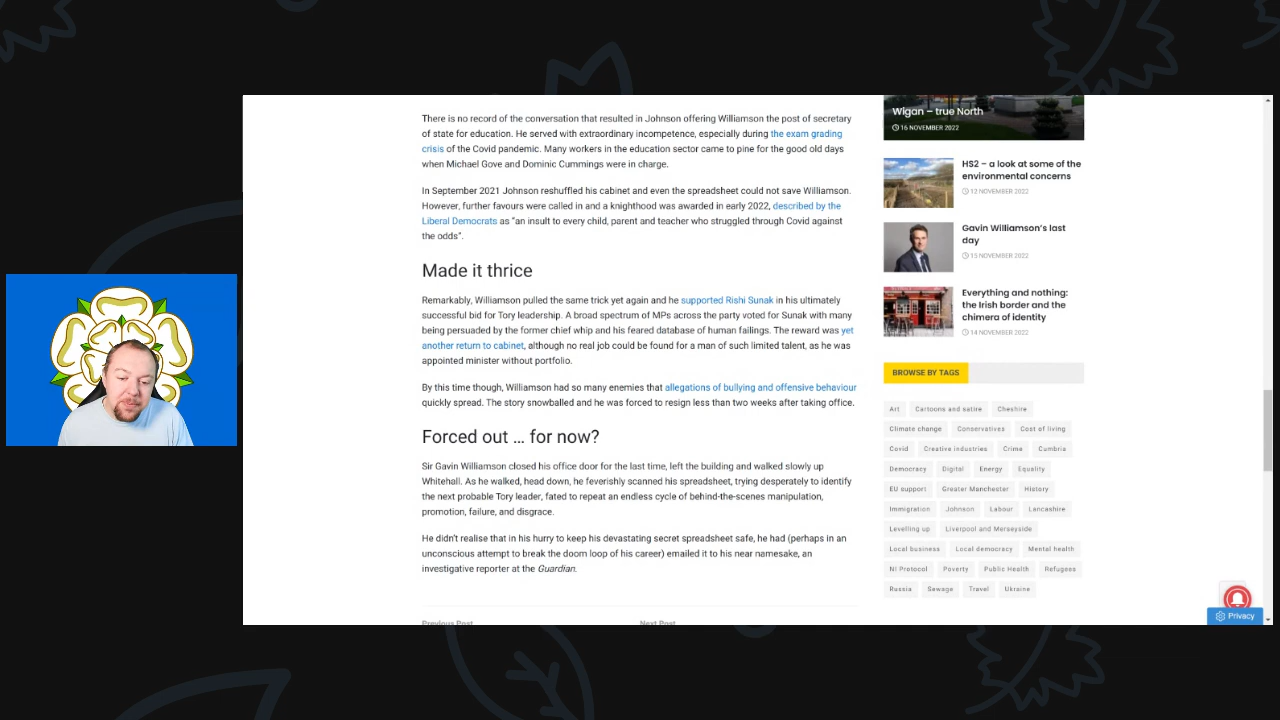 There is no record of the conversation that resulted in Johnson offering Williamson the post of secretary
of state for education. He served with extraordinary incompetence, especially during the exam grading
crisis of the Covid pandemic. Many workers in the education sector came to pine for the good old days
when Michael Gove and Dominic Cummings were in charge.
In September 2021 Johnson reshuffled his cabinet and even the spreadsheet could not save Williamson.
However, further favours were called in and a knighthood was awarded in early 2022, described by the
Liberal Democrats as “an insult to every child, parent and teacher who struggled through Covid against
the odds”.
Made it thrice
Remarkably, Williamson pulled the same trick yet again and he supported Rishi Sunak in his ultimately
successful bid for Tory leadership. A broad spectrum of MPs across the party voted for Sunak with many
being persuaded by the former chief whip and his feared database of human failings. The reward was yet
another return to cabinet, although no real job could be found for a man of such limited talent, as he was
appointed minister without portfolio.
By this time though, Williamson had so many enemies that allegations of bullying and offensive behaviour
quickly spread. The story snowballed and he was forced to resign less than two weeks after taking office.
Forced out … for now?
Sir Gavin Williamson closed his office door for the last time, left the building and walked slowly up
Whitehall. As he walked, head down, he feverishly scanned his spreadsheet, trying desperately to identify
the next probable Tory leader, fated to repeat an endless cycle of behind-the-scenes manipulation,
promotion, failure, and disgrace.
He didn't realise that in his hurry to keep his devastating secret spreadsheet safe, he had (perhaps in an
unconscious attempt to break the doom loop of his career) emailed it to his near namesake, an
investigative reporter at the Guardian.
Previous Post
Next Post
Wigan – true North
16 NOVEMBER 2022
HS2 – a look at some of the
environmental concerns
12 NOVEMBER 2022
Gavin Williamson's last
day
15 NOVEMBER 2022
Everything and nothing:
the Irish border and the
chimera of identity
14 NOVEMBER 2022
BROWSE BY TAGS
Art Cartoons and satire Cheshire
Climate change Conservatives Cost of living
Covid Creative industries Crime Cumbria
Democracy Digital Energy Equality
EU support Greater Manchester History
Immigration Johnson Labour Lancashire
Levelling up Liverpool and Merseyside
Local business Local democracy Mental health
NI Protocol Poverty Public Health Refugees
Russia Sewage Travel Ukraine
Privacy